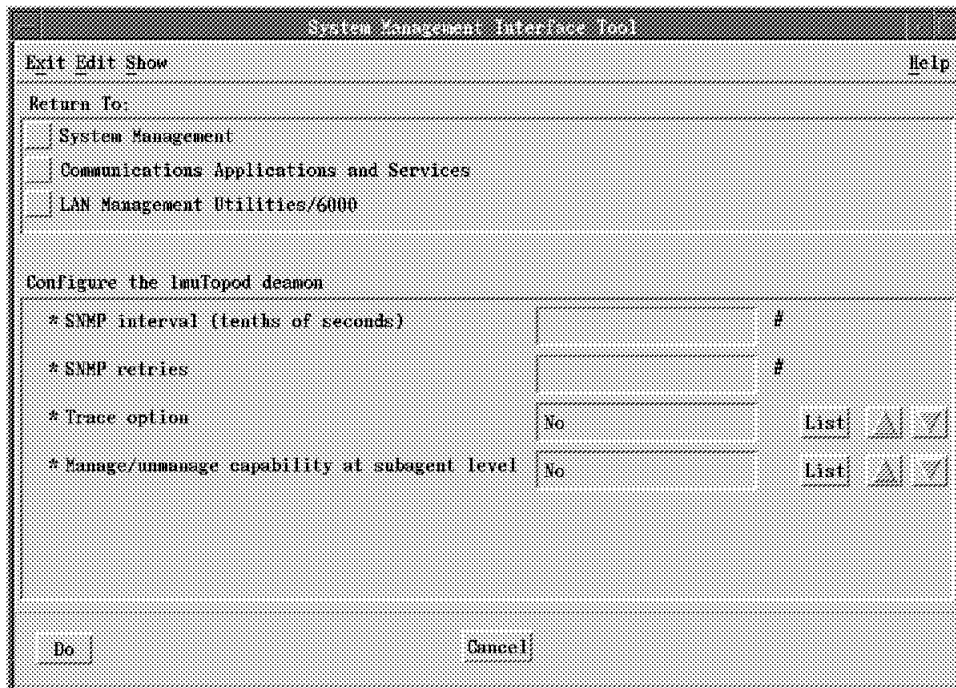 System Management Interface Tool
Exit Edit Show Help
Return To:
System Management
Communications Applications and Services
LAN Management Utilities/6000
Configure the lmuTopod deamon
* SNMP interval (tenths of seconds) #
* SNMP retries #
* Trace option No List
* Manage/unmanage capability at subagent level No List
Do Cancel